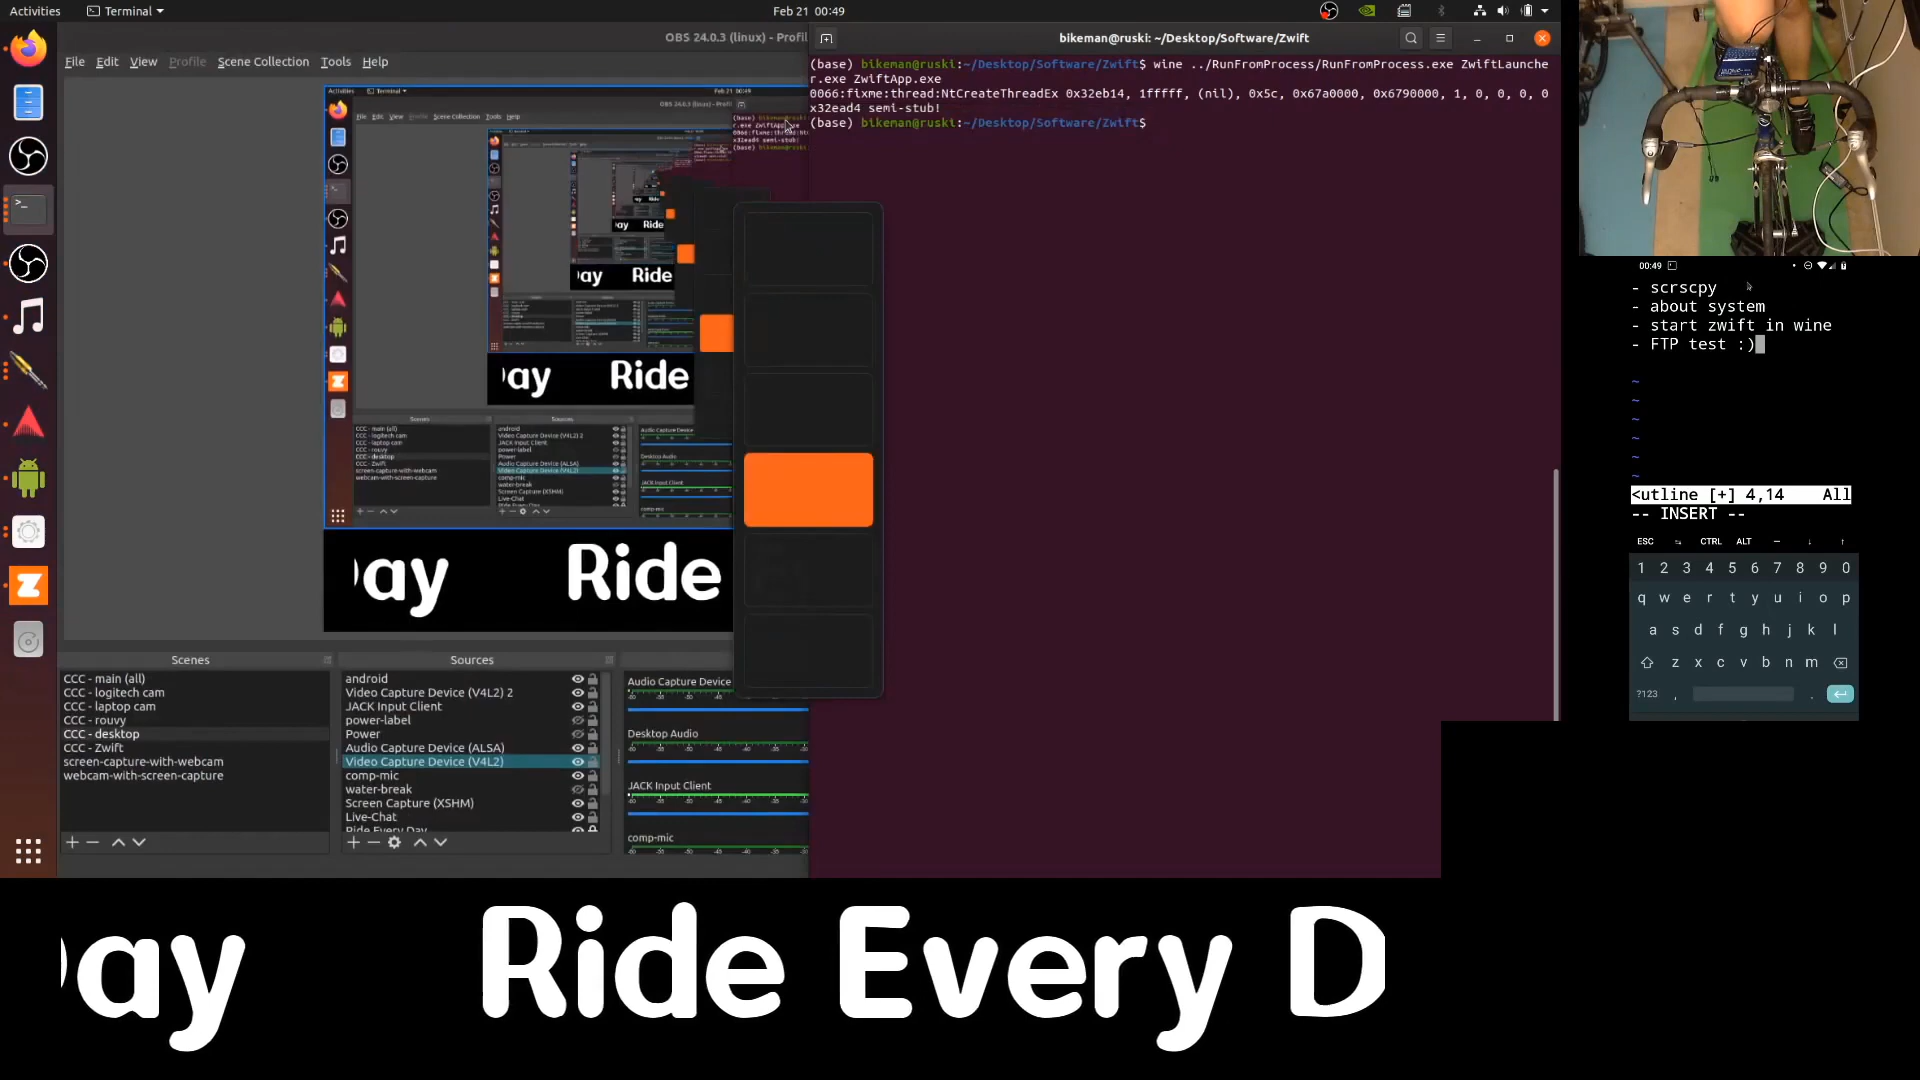 Activities
Terminal
Feb 21 00:49
OBS 24.0.3 (linux) - Profil
File Edit View Profile Scene Collection Tools Help
bikeman@ruski: ~/Desktop/Software/Zwift
(base) bikeman@ruski:~/Desktop/Software/Zwift$ wine ../RunFromProcess/RunFromProcess.exe ZwiftLaunche
r.exe ZwiftApp.exe
0066:fixme:thread:NtCreateThreadEx 0x32eb14, 1fffff, (nil), 0x5c, 0x67a0000, 0x6790000, 1, 0, 0, 0, 0
x32ead4 semi-stub!
(base) bikeman@ruski:~/Desktop/Software/Zwift$
ay Ride
ay Ride
Ride
Ride
Scenes
CCC - main (all)
CCC - logitech cam
CCC - laptop cam
CCC - rouvy
CCC - desktop
CCC - Zwift
screen-capture-with-webcam
webcam-with-screen-capture
Sources
android
Video Capture Device (V4L2) 2
JACK Input Client
power-label
Power
Audio Capture Device (ALSA)
Video Capture Device (V4L2)
comp-mic
water-break
Screen Capture (XSHM)
Live-Chat
Ride Every Day
Audio Capture Device
Desktop Audio
JACK Input Client
comp-mic
00:49
- scrscpy
- about system
- start zwift in wine
- FTP test :)
~
~
~
~
~
~
<utline [+] 4,14 All
-- INSERT --
ESC CTRL ALT
1 2 3 4 5 6 7 8 9 0
q w e r t y u i o p
a s d f g h j k l
z x c v b n m
?123 , .
ay Ride Every D